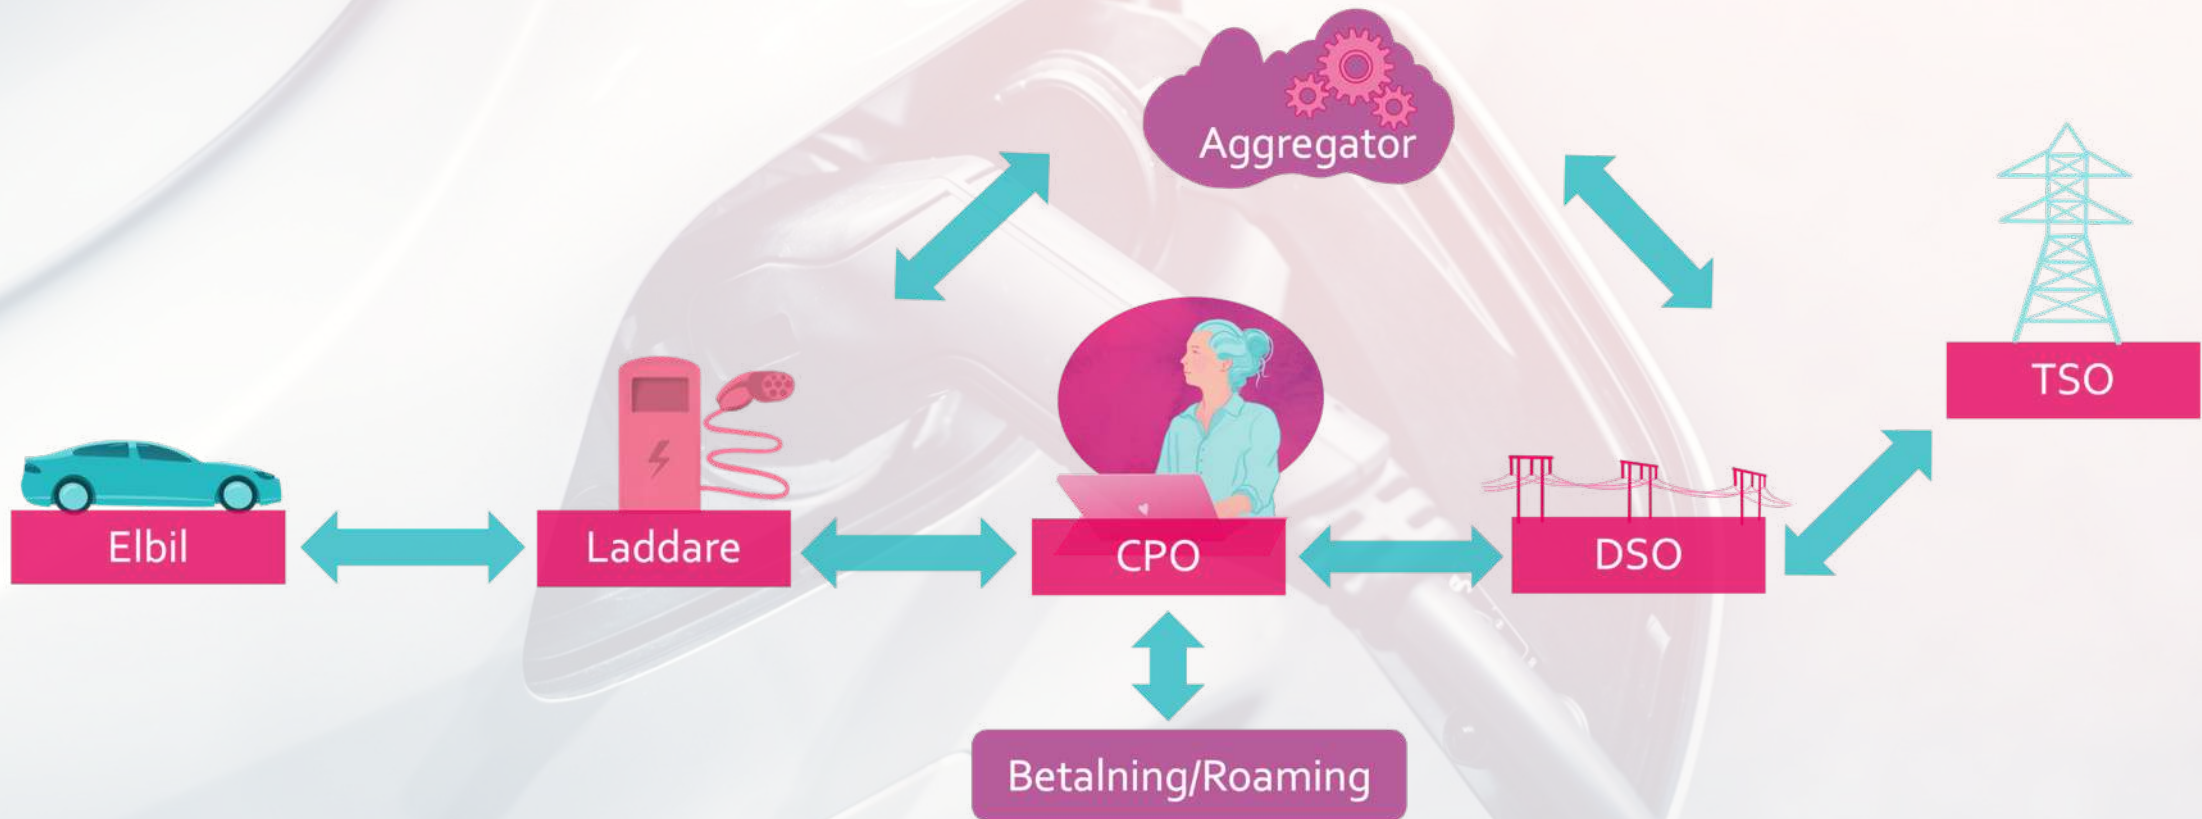 Aggregator
TSO
Elbil
Laddare
CPO
DSO
Betalning/Roaming